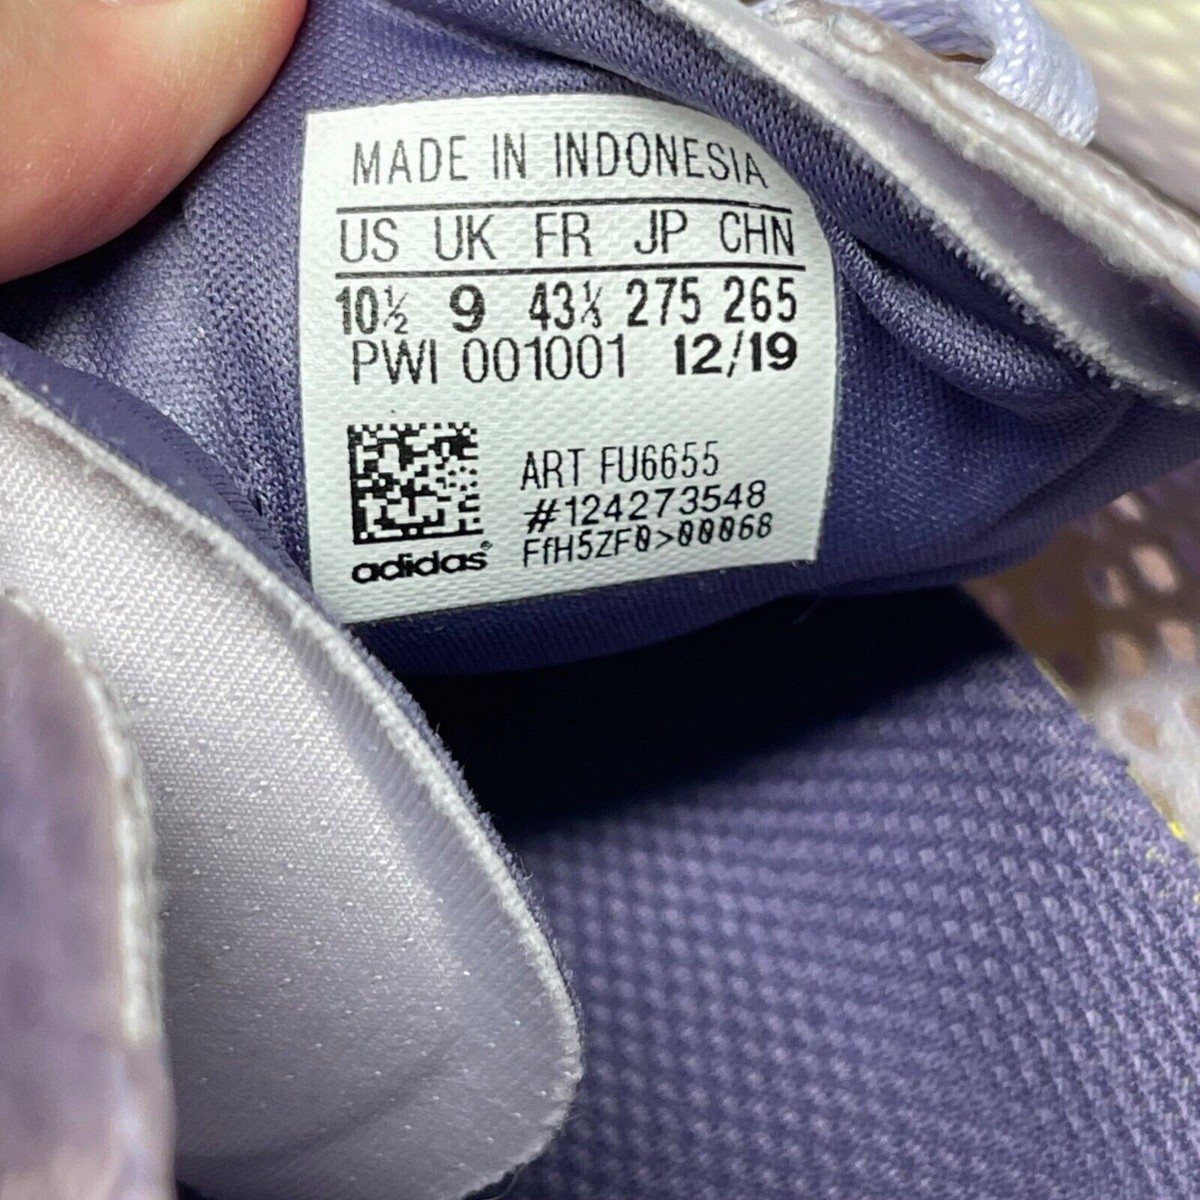 MADE IN INDONESIA
US UK FR JP CHN
10½ 9 43⅓ 275 265
PWI 001001 12/19
ART FU6655
#124273548
FfH5ZF0>00068
adidas®